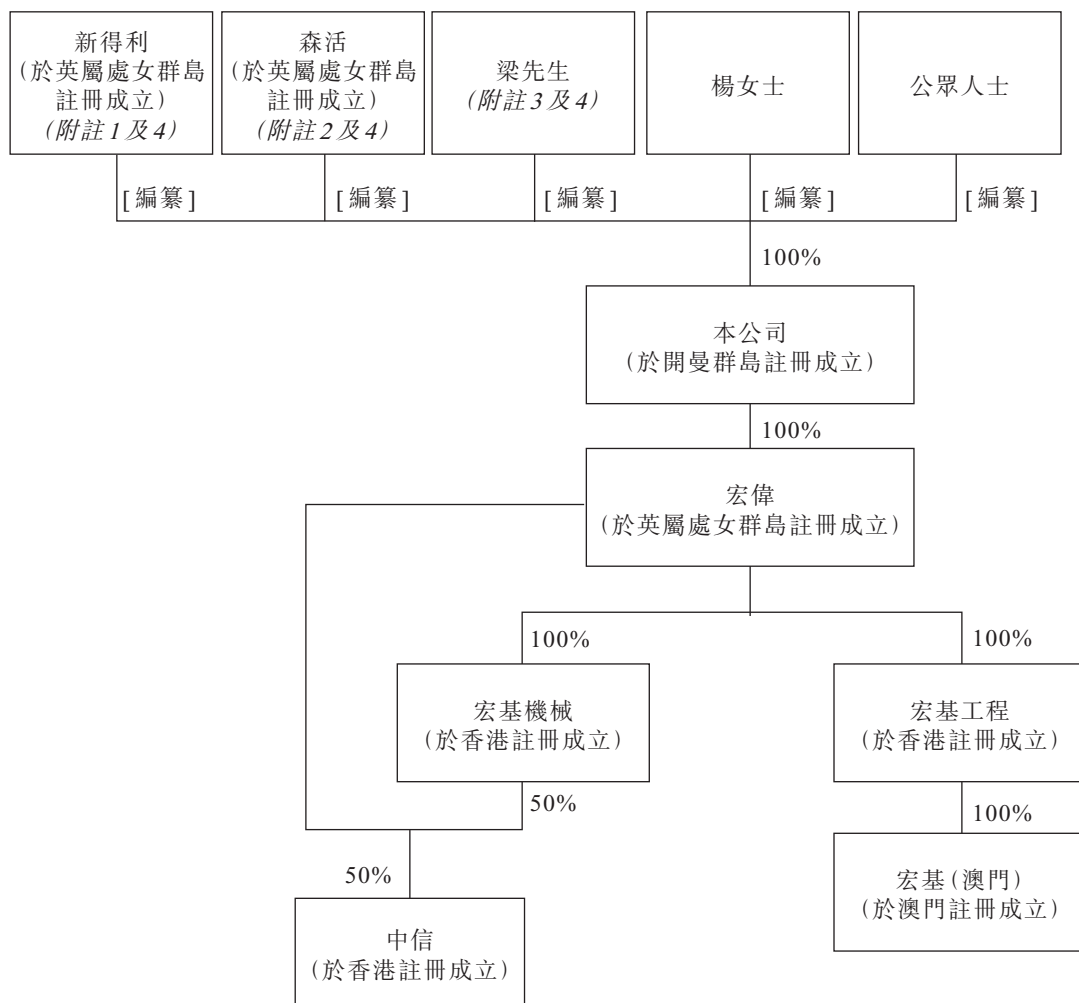 新得利
(於英屬處女群島
註冊成立)
(附註1及4)
森活
(於英屬處女群島
註冊成立)
(附註2及4)
梁先生
(附註3及4)
楊女士
公眾人士
[編纂]
[編纂]
[編纂]
[編纂]
[編纂]
100%
本公司
(於開曼群島註冊成立)
100%
宏偉
(於英屬處女群島註冊成立)
100%
100%
宏基機械
(於香港註冊成立)
宏基工程
(於香港註冊成立)
50%
100%
50%
宏基(澳門)
(於澳門註冊成立)
中信
(於香港註冊成立)